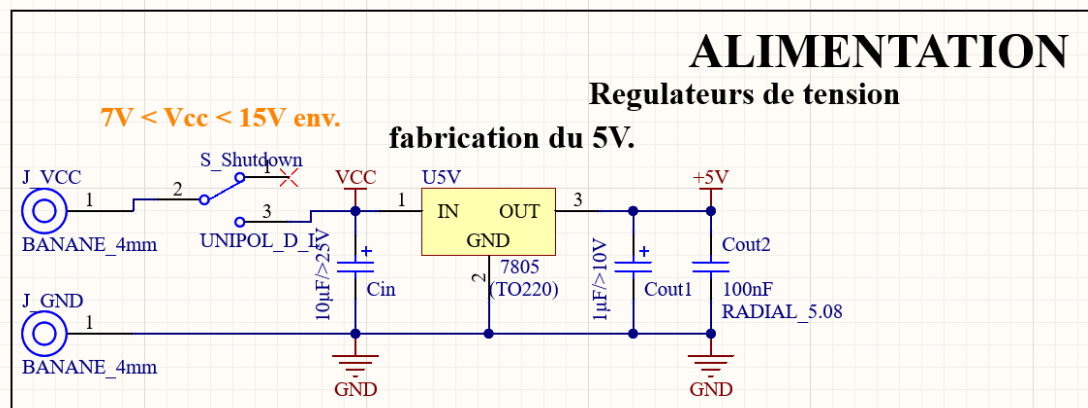 ALIMENTATION
Regulateurs de tension
7V < Vcc < 15V env.
fabrication du 5V.
S_Shutdown
J_VCC
1
2
1
3
BANANE_4mm
UNIPOL_D_I
VCC
U5V
1
IN
OUT
GND
3
2
7805
(TO220)
+5V
10µF/>25V
Cin
1µF/>10V
Cout1
Cout2
100nF
RADIAL_5.08
J_GND
1
BANANE_4mm
GND
GND